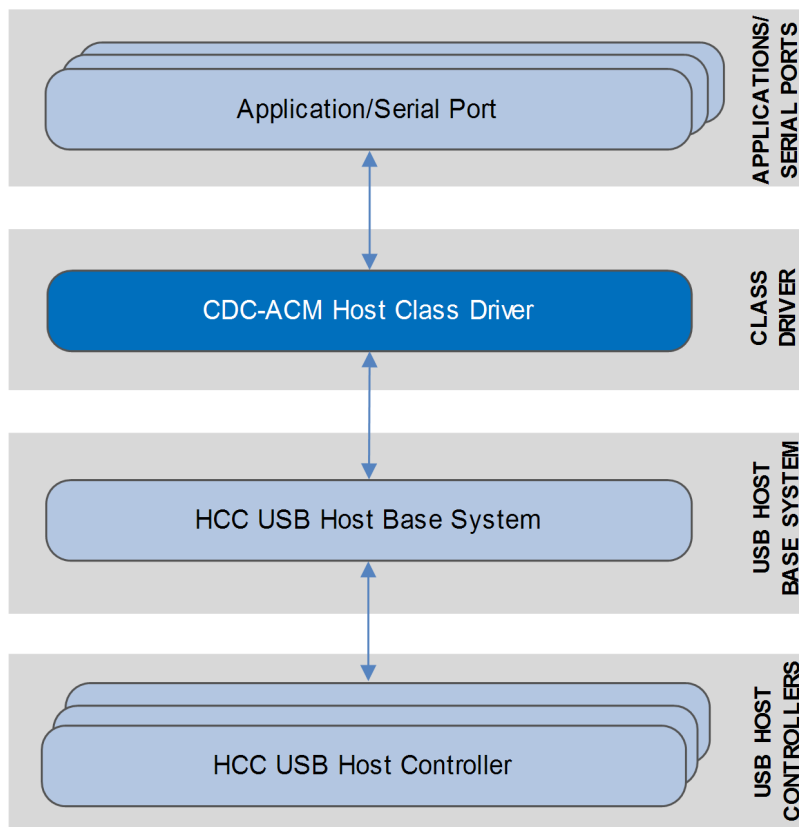 Application/Serial Port
APPLICATIONS/
SERIAL PORTS
CDC-ACM Host Class Driver
CLASS
DRIVER
HCC USB Host Base System
USB HOST
BASE SYSTEM
HCC USB Host Controller
USB HOST
CONTROLLERS